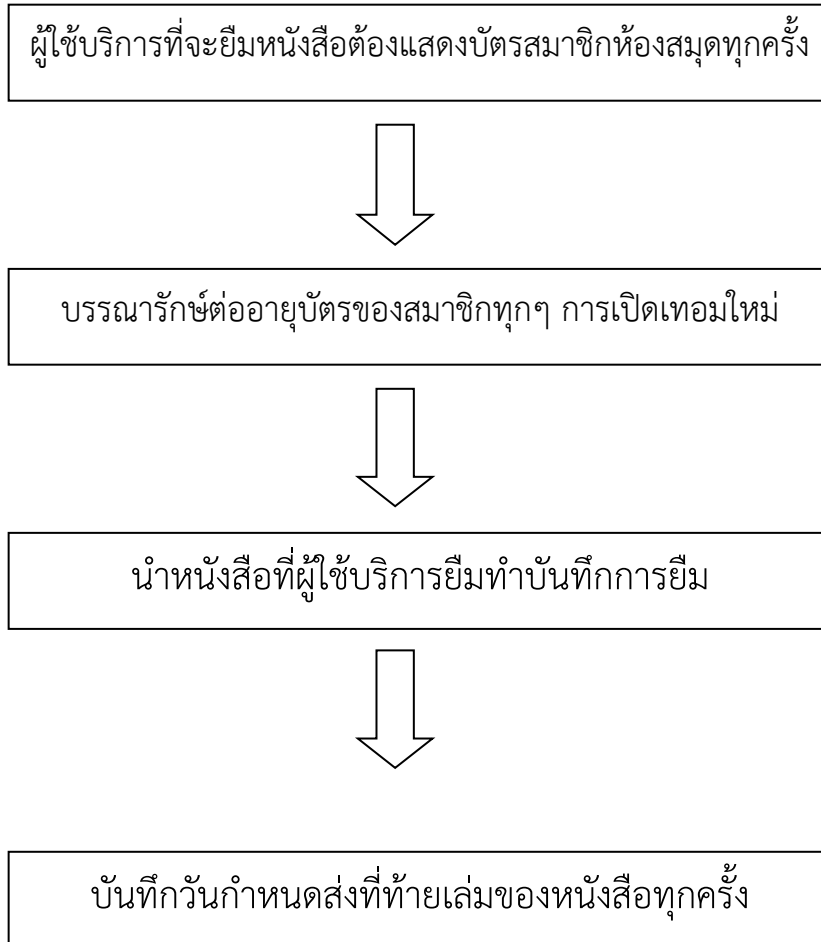 ผู้ใช้บริการที่จะยืมหนังสือต้องแสดงบัตรสมาชิกห้องสมุดทุกครั้ง
บรรณารักษ์ต่ออายุบัตรของสมาชิกทุกๆ การเปิดเทอมใหม่
นำหนังสือที่ผู้ใช้บริการยืมทำบันทึกการยืม
บันทึกวันกำหนดส่งที่ท้ายเล่มของหนังสือทุกครั้ง